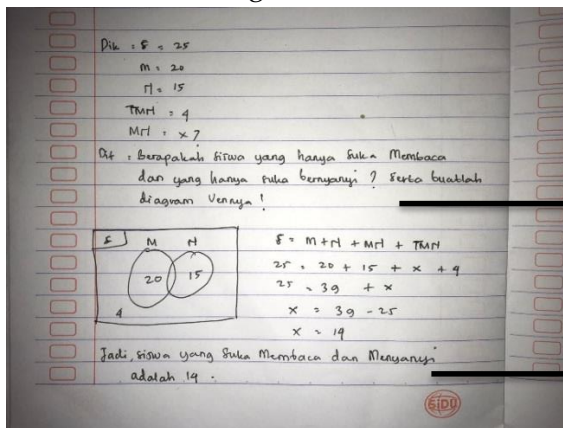 Dik : S = 25
M = 20
N = 15
TMN = 4
MN = x ?
Dit : Berapakah siswa yang hanya suka Membaca
dan yang hanya suka bernyanyi ? serta buatlah
diagram Vennya !
S M N
20 15
4
S = M + N + MN + TMN
25 = 20 + 15 + x + 4
25 = 39 + x
x = 39 - 25
x = 14
Jadi, siswa yang suka Membaca dan Menyanyi
adalah 14 .
SIDU